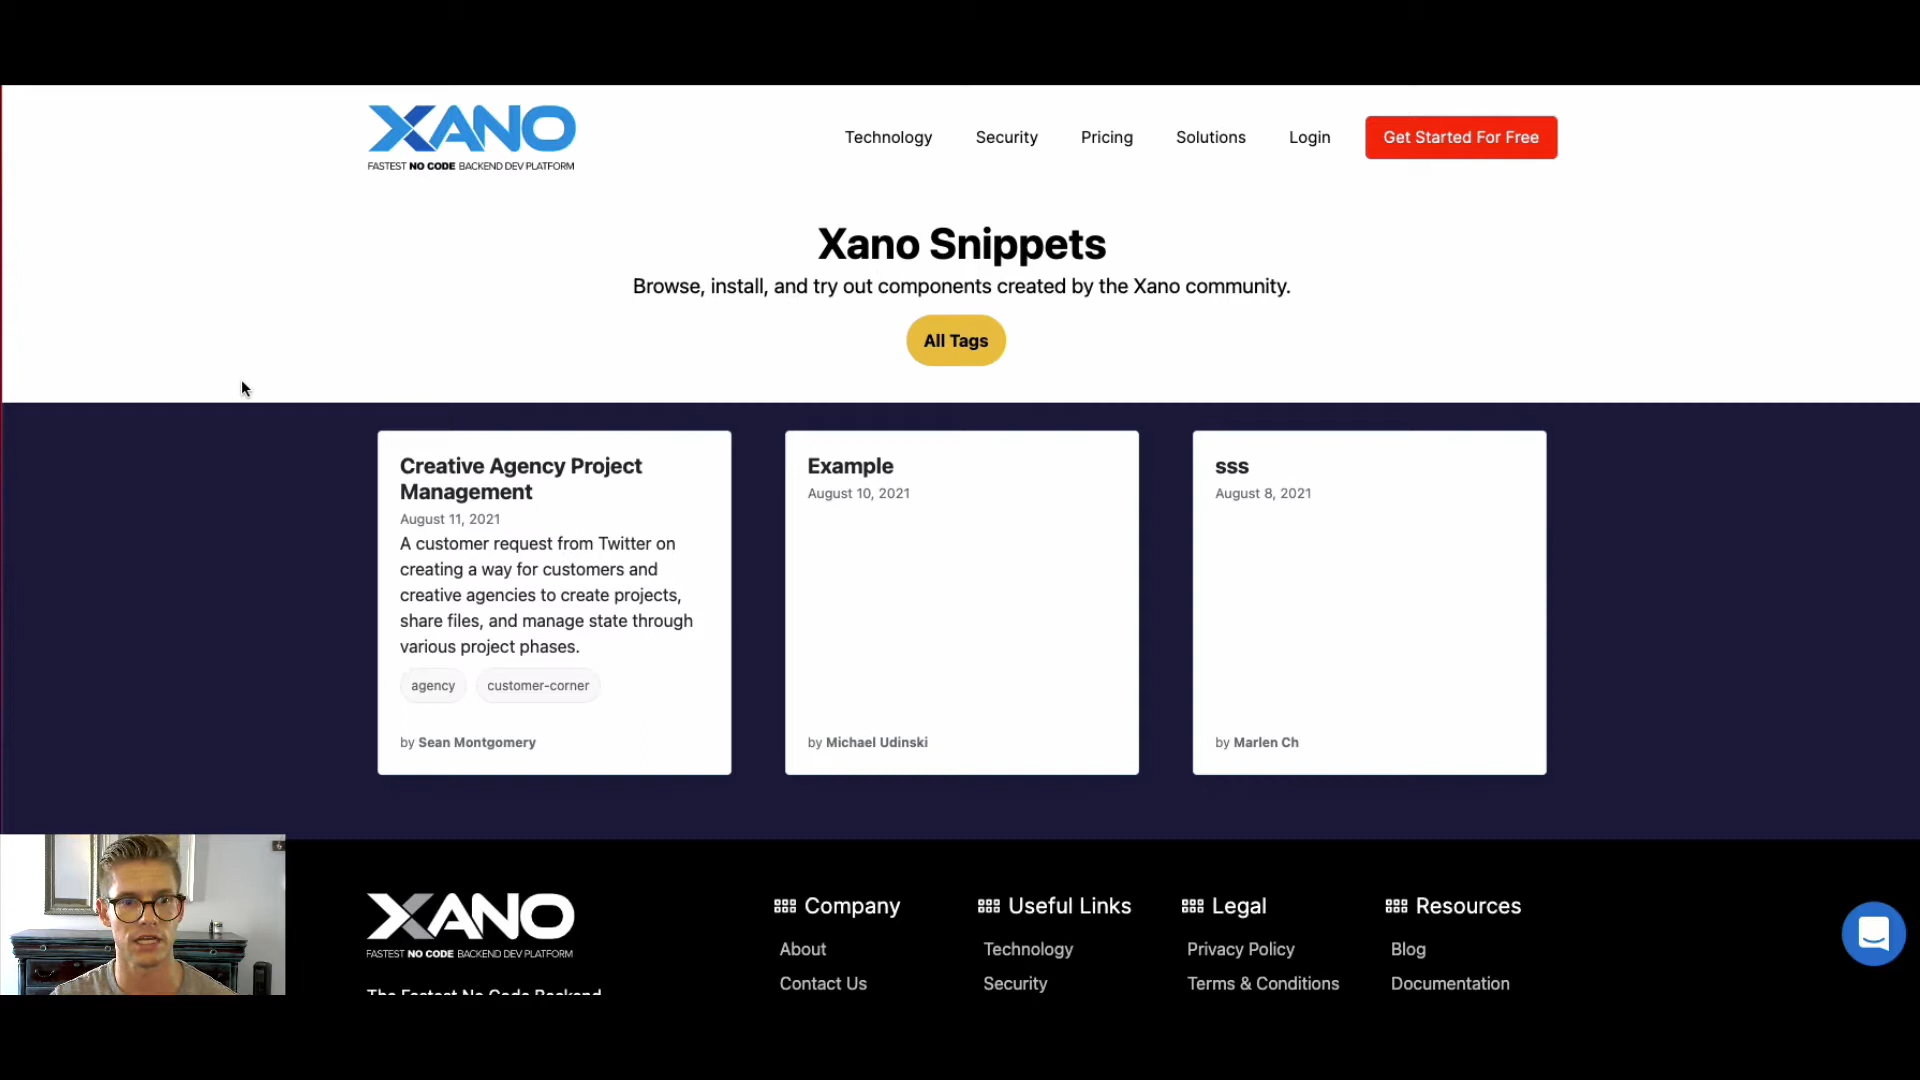 XANO
FASTEST NO CODE BACKEND DEV PLATFORM
Technology
Security
Pricing
Solutions
Login
Get Started For Free
Xano Snippets
Browse, install, and try out components created by the Xano community.
All Tags
Creative Agency Project
Management
August 11, 2021
A customer request from Twitter on
creating a way for customers and
creative agencies to create projects,
share files, and manage state through
various project phases.
agency
customer-corner
by Sean Montgomery
Example
August 10, 2021
by Michael Udinski
sss
August 8, 2021
by Marlen Ch
XANO
FASTEST NO CODE BACKEND DEV PLATFORM
The Fastest No Code Backend
Company
About
Contact Us
Useful Links
Technology
Security
Legal
Privacy Policy
Terms & Conditions
Resources
Blog
Documentation